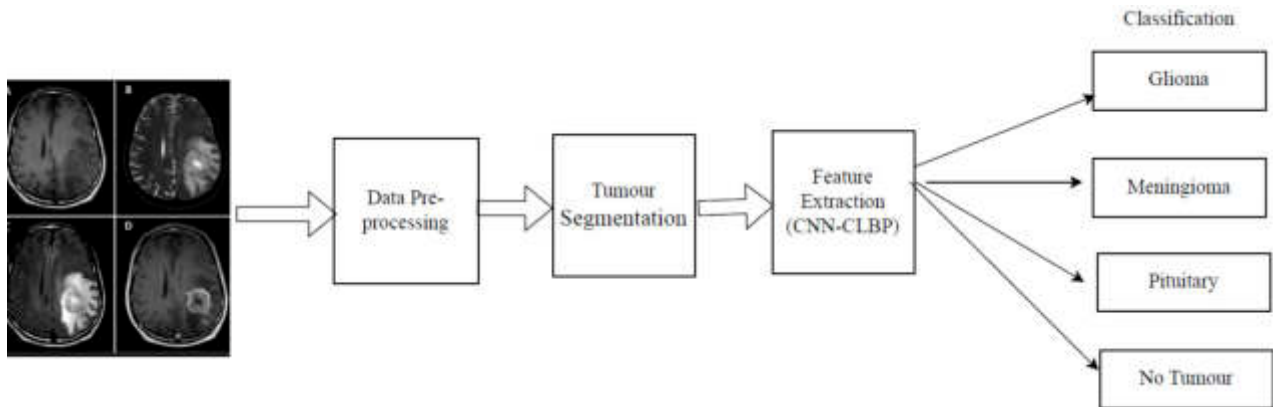 Classification
Glioma
B
Data Pre-
processing
Tumour
Segmentation
Feature
Extraction
(CNN-CLBP)
Meningioma
D
Pituitary
No Tumour